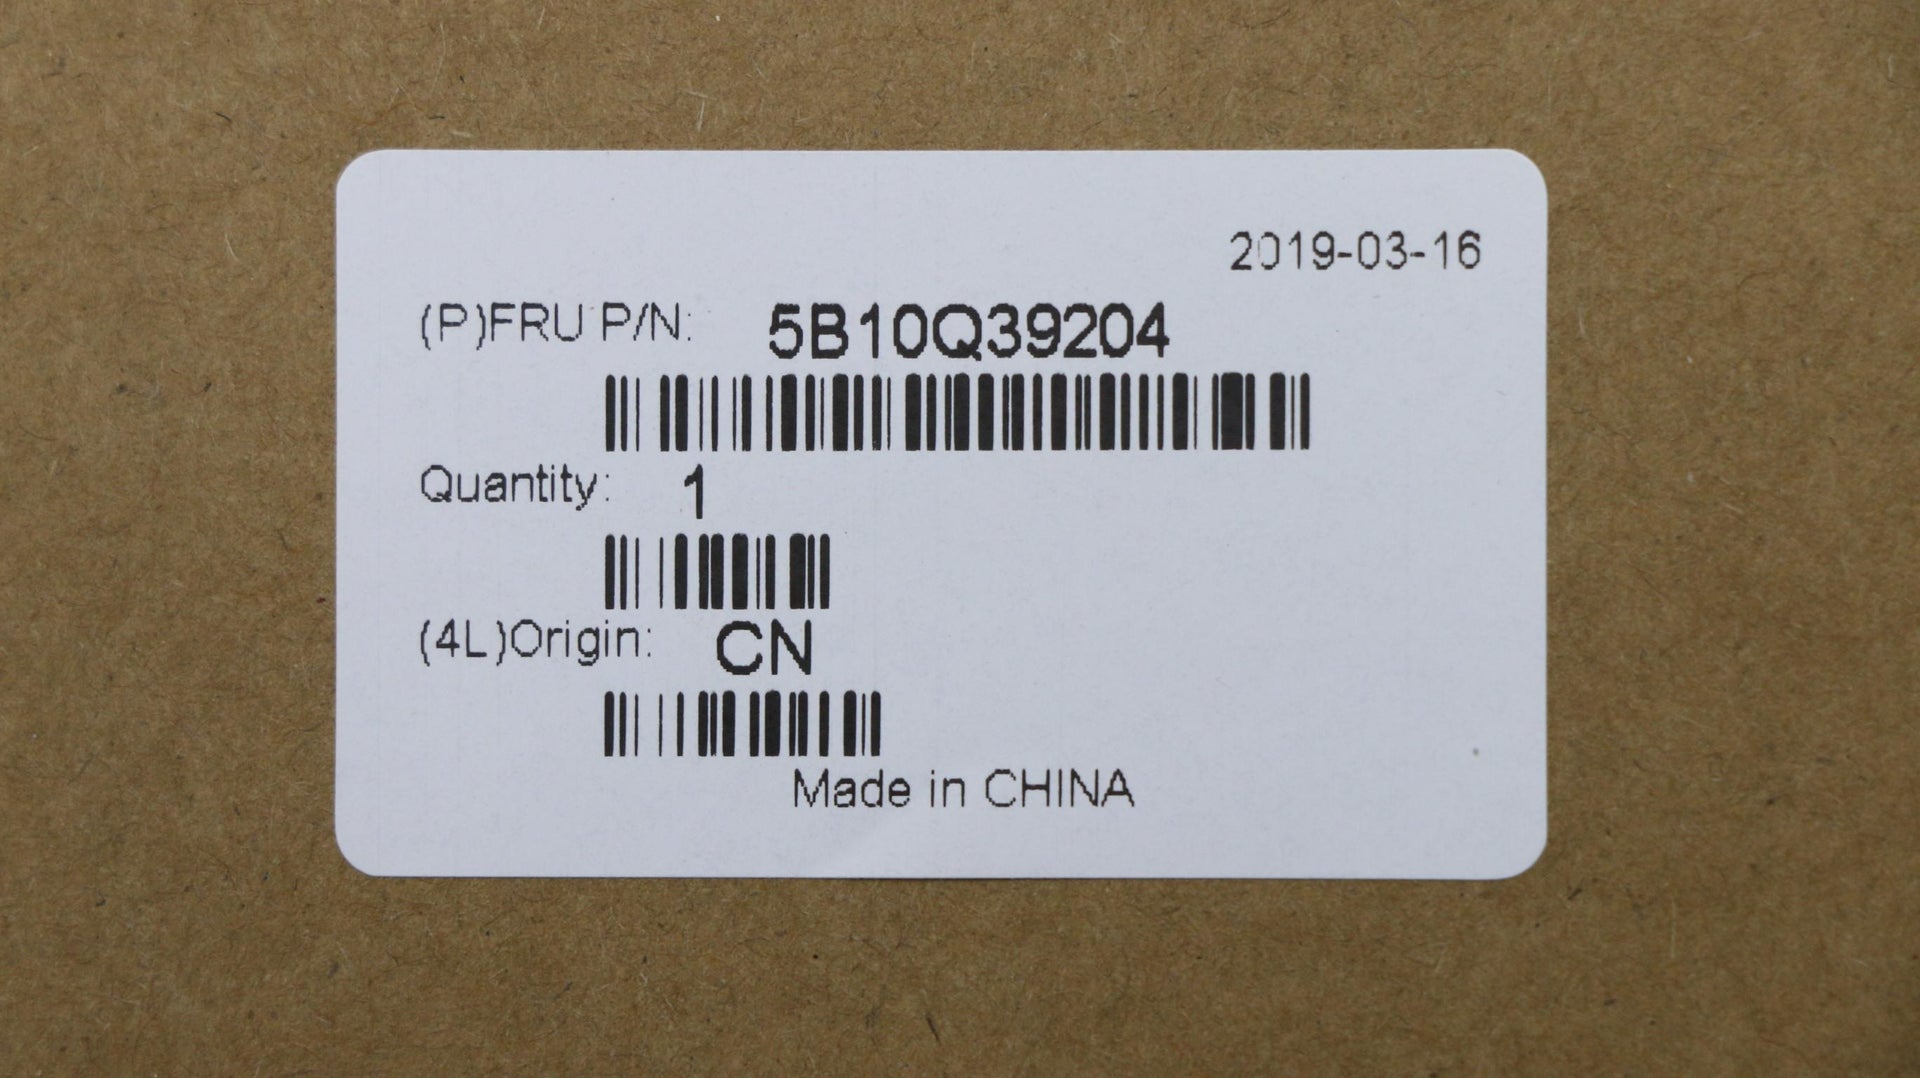 2019-03-16
(P)FRU P/N: 5B10Q39204
Quantity: 1
(4L)Origin: CN
Made in CHINA